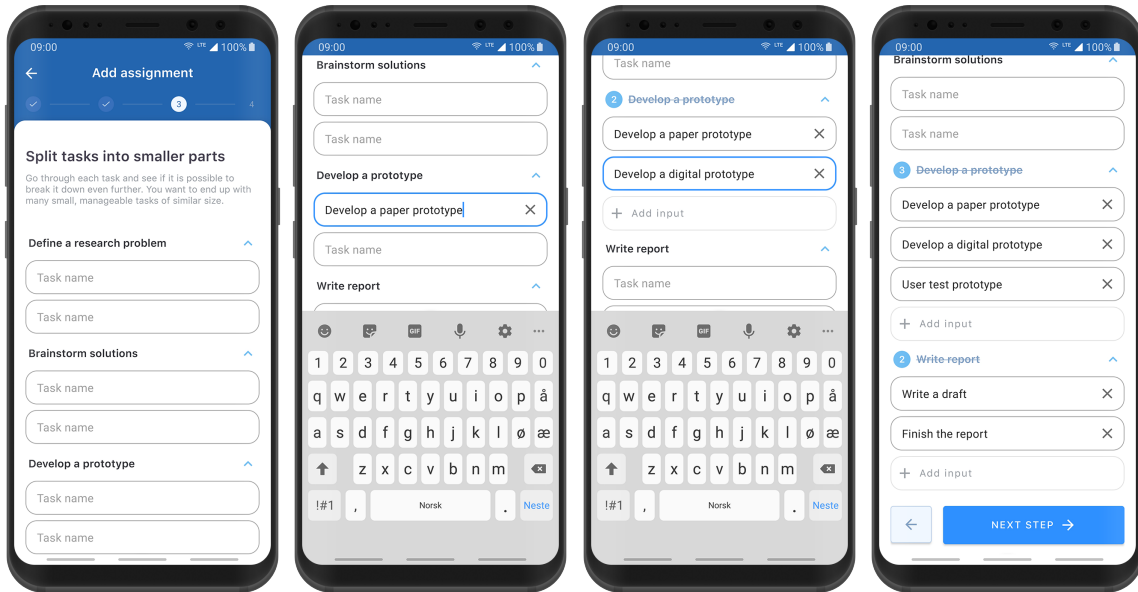 09:00
LTE
100%
Add assignment
3
4
Split tasks into smaller parts
Go through each task and see if it is possible to
break it down even further. You want to end up with
many small, manageable tasks of similar size.
Define a research problem
Task name
Task name
Brainstorm solutions
Task name
Task name
Develop a prototype
Task name
Task name
09:00
LTE
100%
Brainstorm solutions
Task name
Task name
Develop a prototype
Develop a paper prototype
Task name
Write report
GIF
1 2 3 4 5 6 7 8 9 0
q w e r t y u i o p å
a s d f g h j k l ø æ
z x c v b n m
!#1 , Norsk . Neste
09:00
LTE
100%
Task name
2 Develop a prototype
Develop a paper prototype
Develop a digital prototype
+ Add input
Write report
Task name
GIF
1 2 3 4 5 6 7 8 9 0
q w e r t y u i o p å
a s d f g h j k l ø æ
z x c v b n m
!#1 , Norsk . Neste
09:00
LTE
100%
Brainstorm solutions
Task name
Task name
3 Develop a prototype
Develop a paper prototype
Develop a digital prototype
User test prototype
+ Add input
2 Write report
Write a draft
Finish the report
+ Add input
NEXT STEP